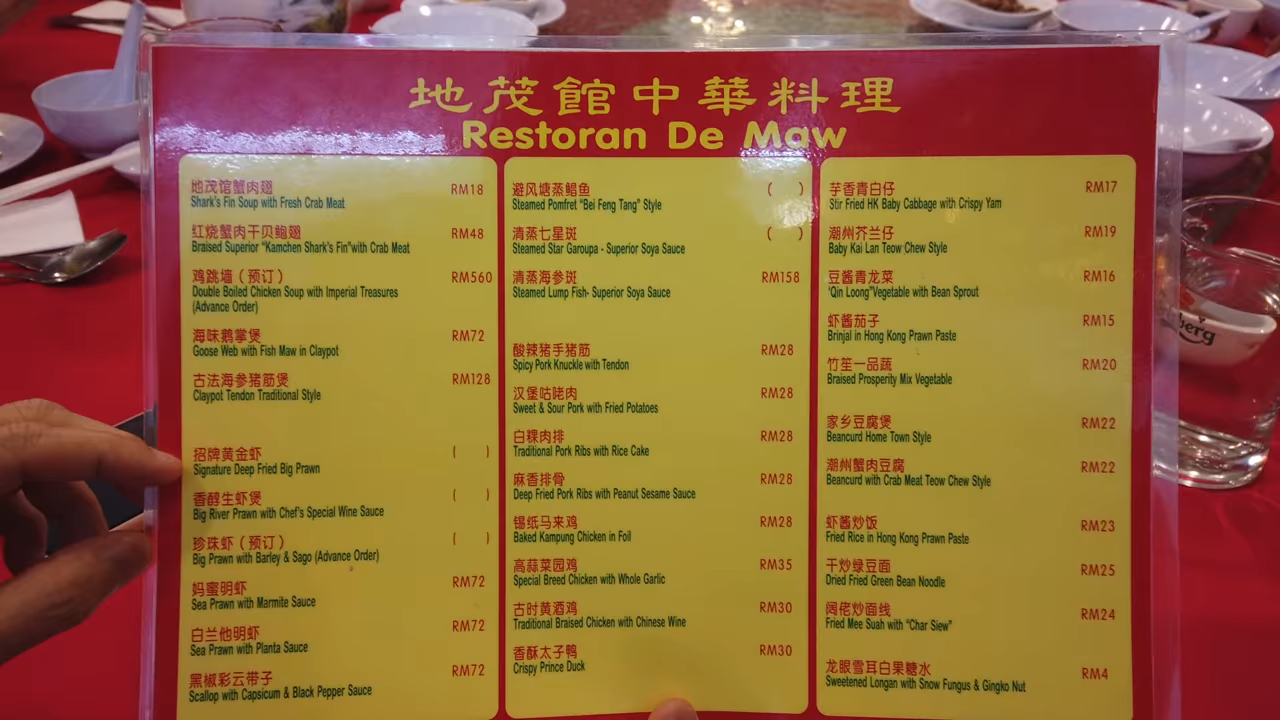 地茂館中華料理
Restoran De Maw
地茂馆蟹肉翅 RM18
Shark's Fin Soup with Fresh Crab Meat
红烧蟹肉干贝鲍翅 RM48
Braised Superior "Kamchen Shark's Fin"with Crab Meat
鸡跳墙（预订） RM560
Double Boiled Chicken Soup with Imperial Treasures
(Advance Order)
海味鹅掌煲 RM72
Goose Web with Fish Maw in Claypot
古法海参猪筋煲 RM128
Claypot Tendon Traditional Style
招牌黄金虾 ( )
Signature Deep Fried Big Prawn
香醇生虾煲 ( )
Big River Prawn with Chef's Special Wine Sauce
珍珠虾（预订） ( )
Big Prawn with Barley & Sago (Advance Order)
妈蜜明虾 RM72
Sea Prawn with Marmite Sauce
白兰他明虾 RM72
Sea Prawn with Planta Sauce
黑椒彩云带子 RM72
Scallop with Capsicum & Black Pepper Sauce
避风塘蒸鲳鱼 ( )
Steamed Pomfret "Bei Feng Tang" Style
清蒸七星斑 ( )
Steamed Star Garoupa - Superior Soya Sauce
清蒸海参斑 RM158
Steamed Lump Fish- Superior Soya Sauce
酸辣猪手猪筋 RM28
Spicy Pork Knuckle with Tendon
汉堡咕咾肉 RM28
Sweet & Sour Pork with Fried Potatoes
白粿肉排 RM28
Traditional Pork Ribs with Rice Cake
麻香排骨 RM28
Deep Fried Pork Ribs with Peanut Sesame Sauce
锡纸马来鸡 RM28
Baked Kampung Chicken in Foil
高蒜菜园鸡 RM35
Special Breed Chicken with Whole Garlic
古时黄酒鸡 RM30
Traditional Braised Chicken with Chinese Wine
香酥太子鸭 RM30
Crispy Prince Duck
芋香青白仔 RM17
Stir Fried HK Baby Cabbage with Crispy Yam
潮州芥兰仔 RM19
Baby Kai Lan Teow Chew Style
豆酱青龙菜 RM16
'Qin Loong"Vegetable with Bean Sprout
虾酱茄子 RM15
Brinjal in Hong Kong Prawn Paste
竹笙一品蔬 RM20
Braised Prosperity Mix Vegetable
家乡豆腐煲 RM22
Beancurd Home Town Style
潮州蟹肉豆腐 RM22
Beancurd with Crab Meat Teow Chew Style
虾酱炒饭 RM23
Fried Rice in Hong Kong Prawn Paste
干炒绿豆面 RM25
Dried Fried Green Bean Noodle
阔佬炒面线 RM24
Fried Mee Suah with "Char Siew"
龙眼雪耳白果糖水 RM4
Sweetened Longan with Snow Fungus & Gingko Nut
berg